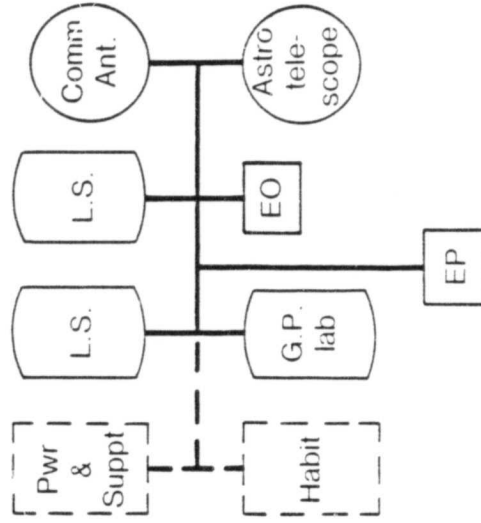 Habit
Pwr
&
Suppt
G.P.
lab
L.S.
EP
EO
L.S.
Astro
tele-
scope
Comm
Ant.